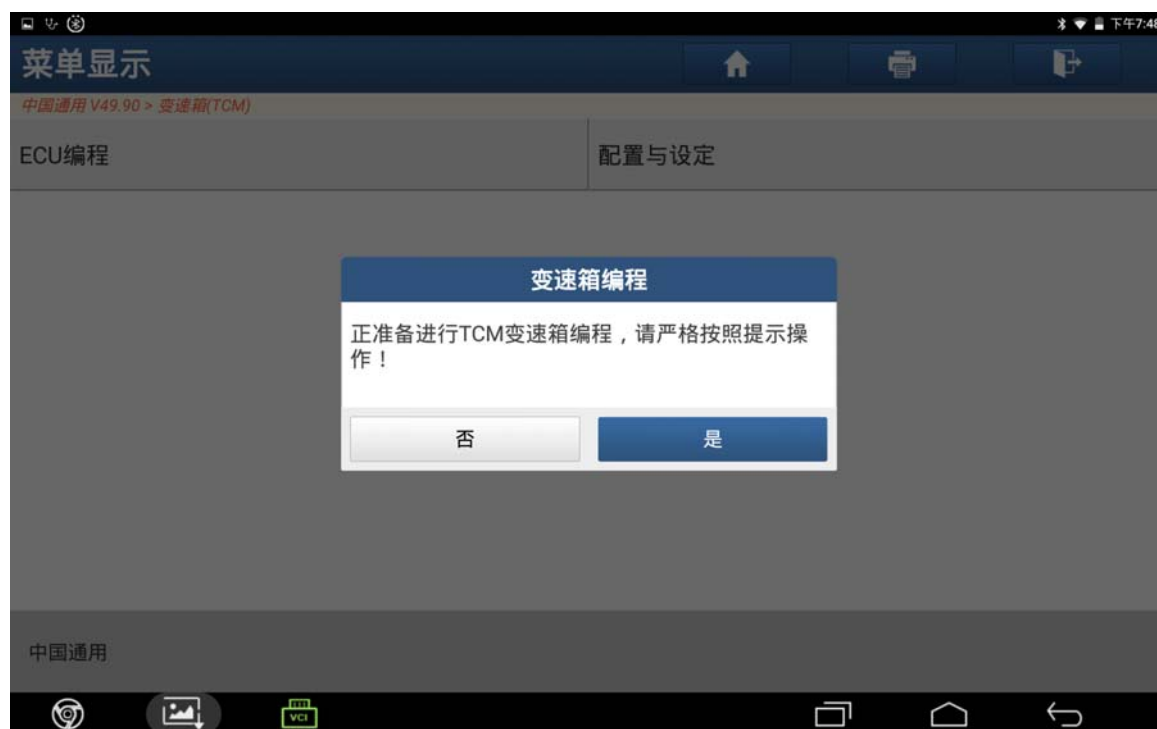 下午7:48
菜单显示
中国通用 V49.90 > 变速箱(TCM)
ECU编程
配置与设定
变速箱编程
正准备进行TCM变速箱编程，请严格按照提示操
作！
否
是
中国通用
VCI